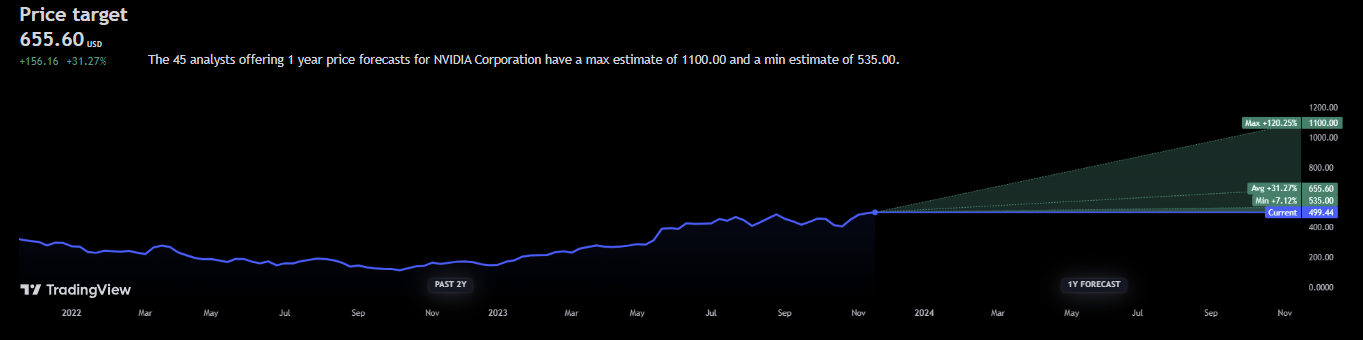 Price target
655.60 USD
+156.16 +31.27%
The 45 analysts offering 1 year price forecasts for NVIDIA Corporation have a max estimate of 1100.00 and a min estimate of 535.00.
1200.00
Max +120.25% 1100.00
1000.00
800.00
Avg +31.27% 655.60
Min +7.12% 535.00
Current 499.44
400.00
200.00
0.0000
PAST 2Y
1Y FORECAST
TradingView
2022 Mar May Jul Sep Nov 2023 Mar May Jul Sep Nov 2024 Mar May Jul Sep Nov